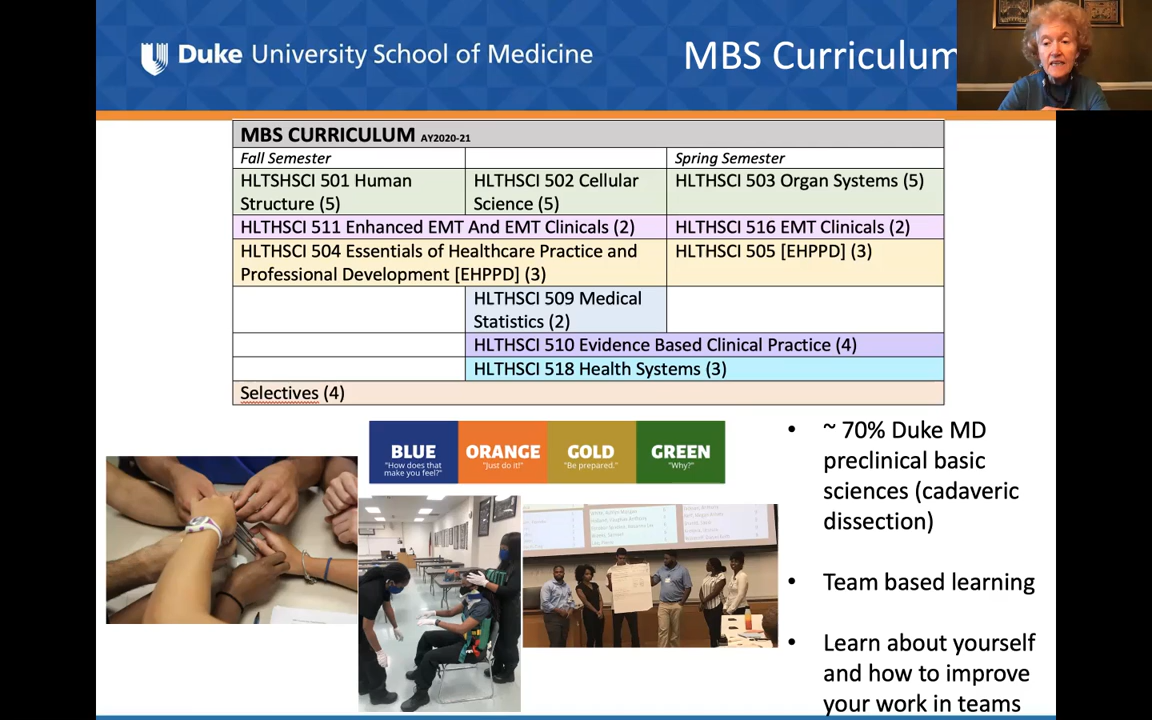 Duke University School of Medicine
MBS Curriculum
MBS CURRICULUM AY2020-21
Fall Semester
Spring Semester
HLTSHSCI 501 Human
Structure (5)
HLTHSCI 502 Cellular
Science (5)
HLTHSCI 503 Organ Systems (5)
HLTHSCI 511 Enhanced EMT And EMT Clinicals (2)
HLTHSCI 516 EMT Clinicals (2)
HLTHSCI 504 Essentials of Healthcare Practice and
Professional Development [EHPPD] (3)
HLTHSCI 505 [EHPPD] (3)
HLTHSCI 509 Medical
Statistics (2)
HLTHSCI 510 Evidence Based Clinical Practice (4)
HLTHSCI 518 Health Systems (3)
Selectives (4)
BLUE
"How does that
make you feel?"
ORANGE
"Just do it!"
GOLD
"Be prepared."
GREEN
"Why?"
• ~ 70% Duke MD
preclinical basic
sciences (cadaveric
dissection)
• Team based learning
• Learn about yourself
and how to improve
your work in teams